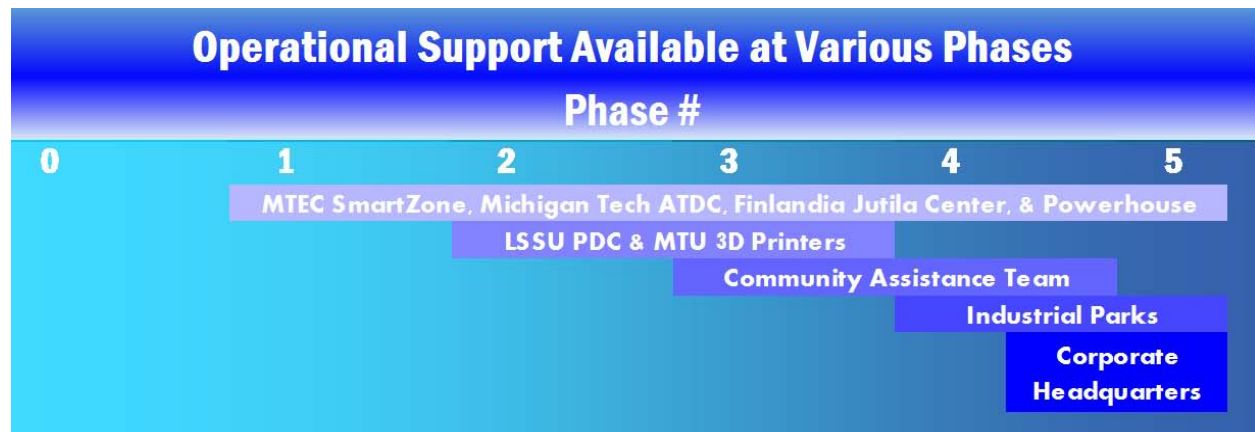 Operational Support Available at Various Phases
Phase #
0 1 2 3 4 5
MTEC SmartZone, Michigan Tech ATDC, Finlandia Jutila Center, & Powerhouse
LSSU PDC & MTU 3D Printers
Community Assistance Team
Industrial Parks
Corporate
Headquarters